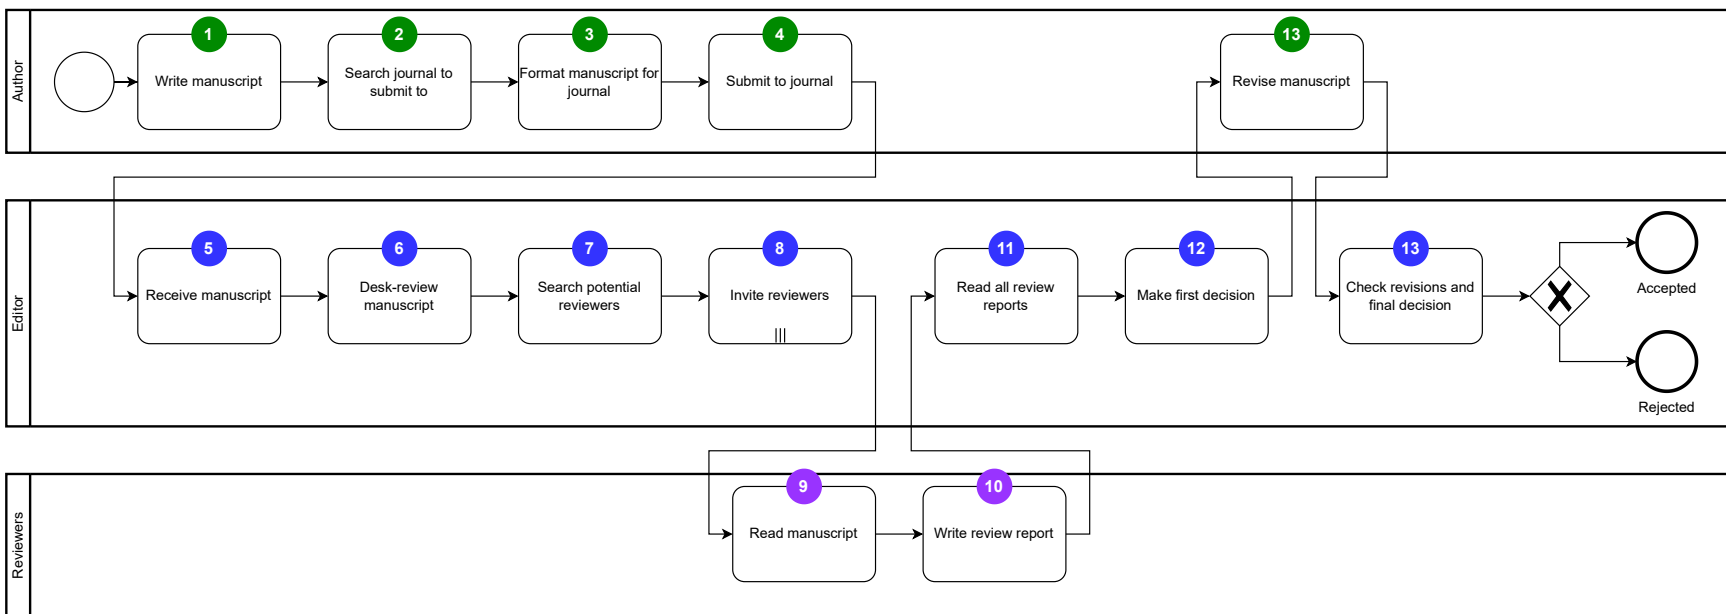 Author
1
Write manuscript
2
Search journal to
submit to
3
Format manuscript for
journal
4
Submit to journal
13
Revise manuscript
Editor
5
Receive manuscript
6
Desk-review
manuscript
7
Search potential
reviewers
8
Invite reviewers
11
Read all review
reports
12
Make first decision
13
Check revisions and
final decision
Accepted
Rejected
Reviewers
9
Read manuscript
10
Write review report